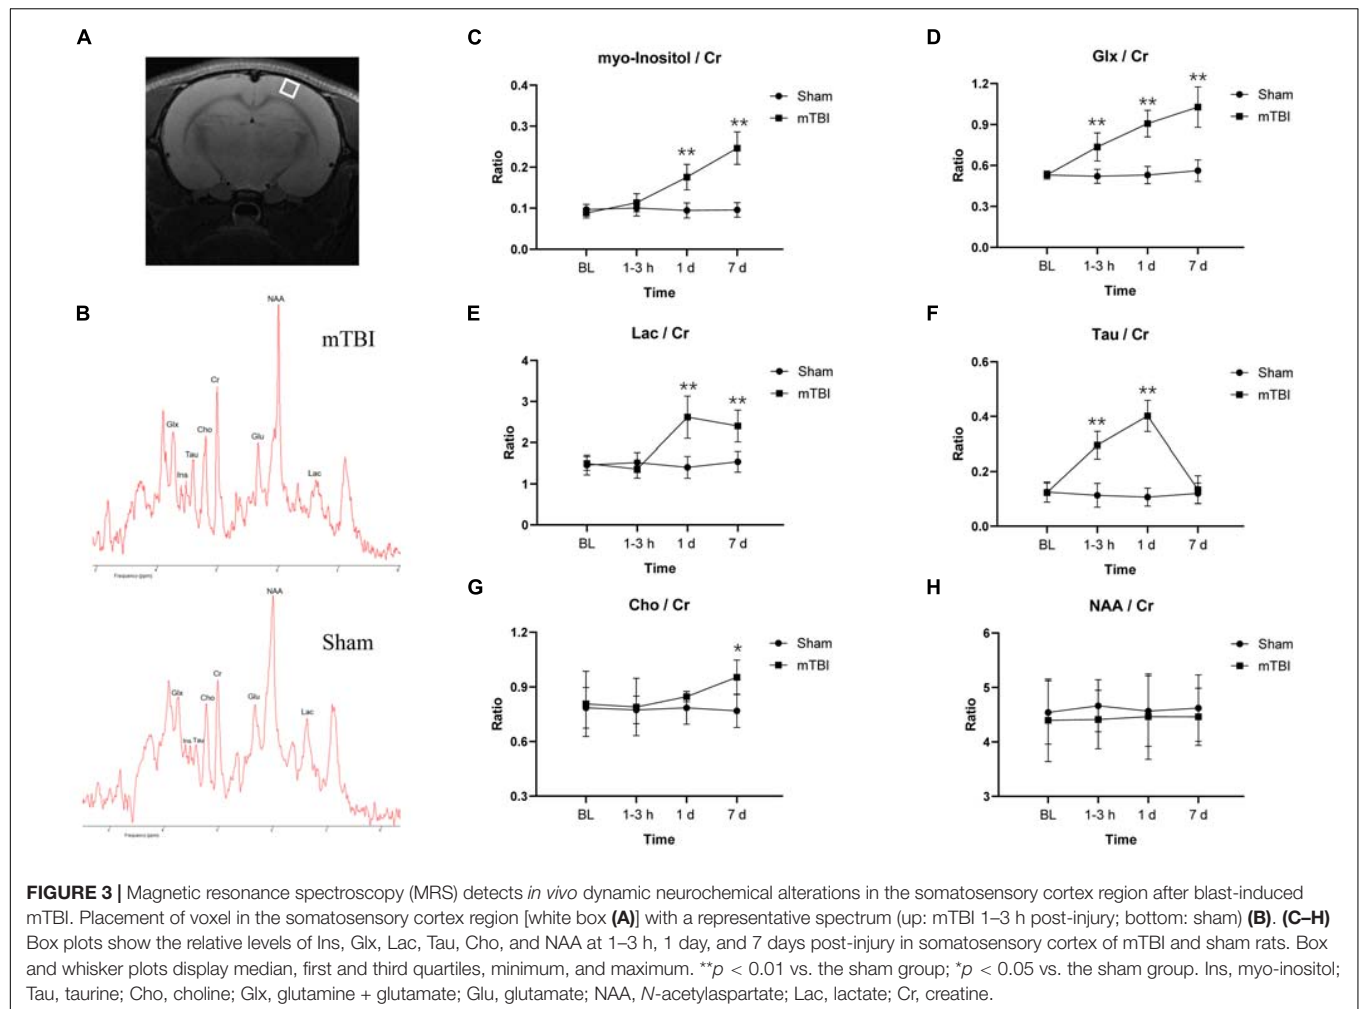 A
B
mTBI
NAA
Cr
Glx
Cho
Tau
Ins
Glu
Lac
Frequency (ppm)
Sham
NAA
Cr
Glx
Cho
Ins
Tau
Glu
Lac
Frequency (ppm)
C
myo-Inositol / Cr
Ratio
0.4
0.3
0.2
0.1
0.0
**
**
Sham
mTBI
BL 1-3 h 1 d 7 d
Time
D
Glx / Cr
Ratio
1.2
0.9
0.6
0.3
0.0
**
**
**
Sham
mTBI
BL 1-3 h 1 d 7 d
Time
E
Lac / Cr
Ratio
4
3
2
1
0
**
**
Sham
mTBI
BL 1-3 h 1 d 7 d
Time
F
Tau / Cr
Ratio
0.6
0.4
0.2
0.0
**
**
Sham
mTBI
BL 1-3 h 1 d 7 d
Time
G
Cho / Cr
Ratio
1.2
0.9
0.6
0.3
*
Sham
mTBI
BL 1-3 h 1 d 7 d
Time
H
NAA / Cr
Ratio
6
5
4
3
Sham
mTBI
BL 1-3 h 1 d 7 d
Time
FIGURE 3 | Magnetic resonance spectroscopy (MRS) detects in vivo dynamic neurochemical alterations in the somatosensory cortex region after blast-induced
mTBI. Placement of voxel in the somatosensory cortex region [white box (A)] with a representative spectrum (up: mTBI 1–3 h post-injury; bottom: sham) (B). (C–H)
Box plots show the relative levels of Ins, Glx, Lac, Tau, Cho, and NAA at 1–3 h, 1 day, and 7 days post-injury in somatosensory cortex of mTBI and sham rats. Box
and whisker plots display median, first and third quartiles, minimum, and maximum. **p < 0.01 vs. the sham group; *p < 0.05 vs. the sham group. Ins, myo-inositol;
Tau, taurine; Cho, choline; Glx, glutamine + glutamate; Glu, glutamate; NAA, N-acetylaspartate; Lac, lactate; Cr, creatine.